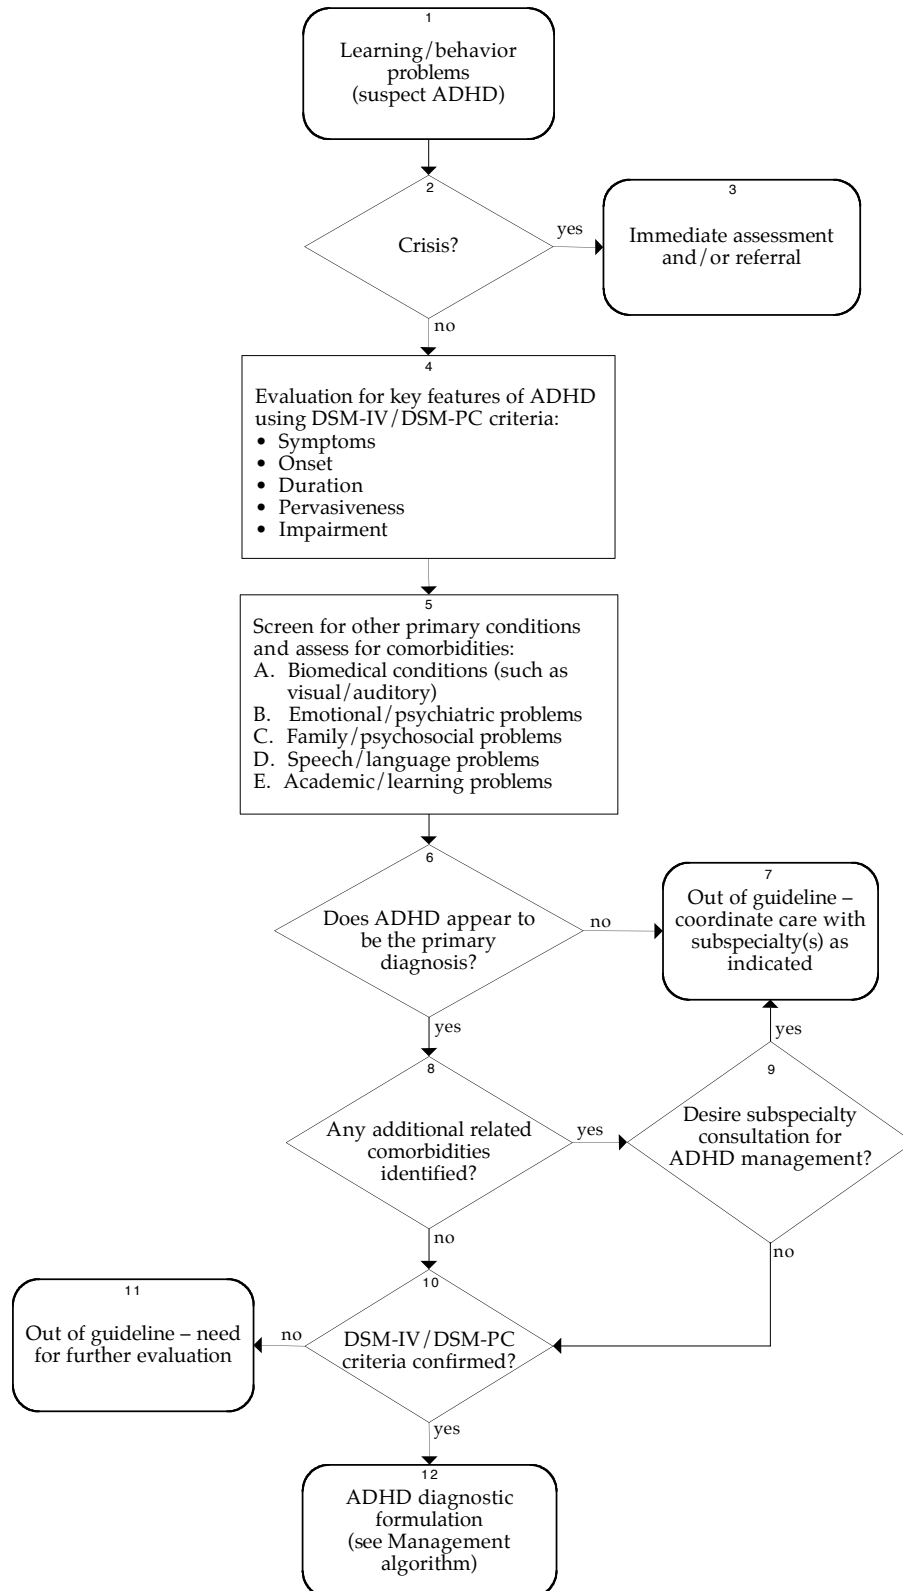 1
Learning/behavior
problems
(suspect ADHD)
2
Crisis?
yes
3
Immediate assessment
and/or referral
no
4
Evaluation for key features of ADHD
using DSM-IV/DSM-PC criteria:
• Symptoms
• Onset
• Duration
• Pervasiveness
• Impairment
5
Screen for other primary conditions
and assess for comorbidities:
A. Biomedical conditions (such as
visual/auditory)
B. Emotional/psychiatric problems
C. Family/psychosocial problems
D. Speech/language problems
E. Academic/learning problems
6
Does ADHD appear to
be the primary
diagnosis?
no
7
Out of guideline –
coordinate care with
subspecialty(s) as
indicated
yes
yes
8
Any additional related
comorbidities
identified?
yes
9
Desire subspecialty
consultation for
ADHD management?
no
no
10
DSM-IV/DSM-PC
criteria confirmed?
no
11
Out of guideline – need
for further evaluation
yes
12
ADHD diagnostic
formulation
(see Management
algorithm)